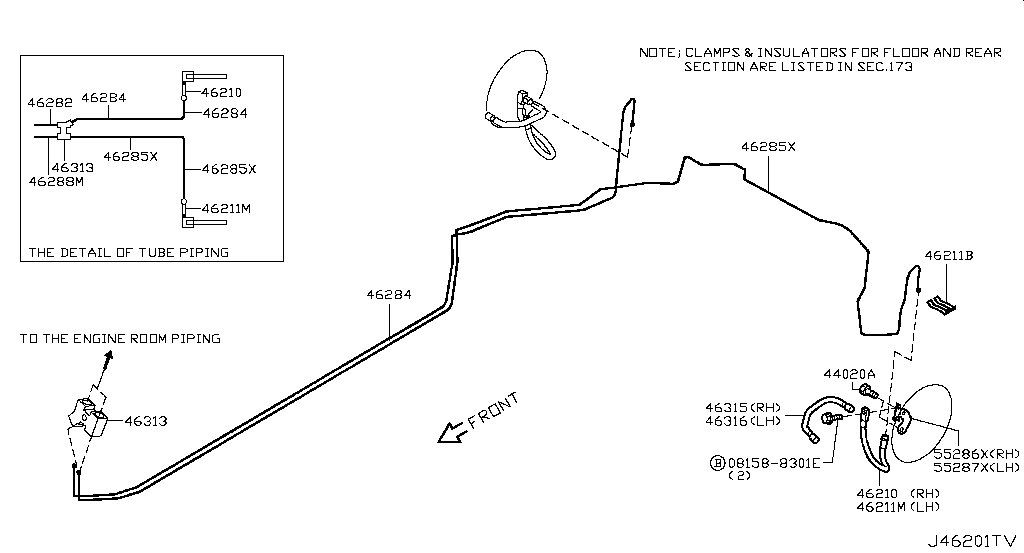 NOTE; CLAMPS & INSULATORS FOR FLOOR AND REAR
SECTION ARE LISTED IN SEC.173
46282
46284
46210
46284
46313
46285X
46288M
46285X
46211M
THE DETAIL OF TUBE PIPING
46285X
46211B
46284
TO THE ENGINE ROOM PIPING
46313
FRONT
44020A
46315(RH)
46316(LH)
B 08158-8301E
(2)
55286X(RH)
55287X(LH)
46210 (RH)
46211M(LH)
J46201TV